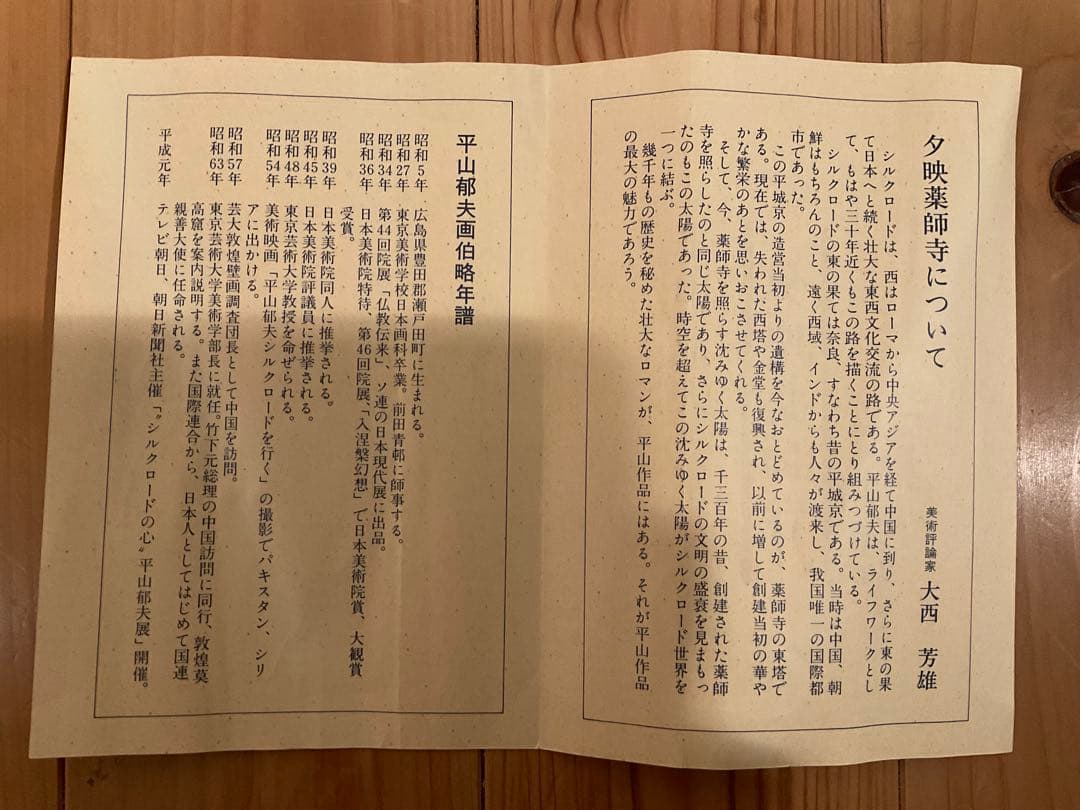 夕映薬師寺について
美術評論家 大西 芳雄
シルクロードは、西はローマから中央アジアを経て中国に到り、さらに東の果
て日本へと続く壮大な東西文化交流の路である。平山郁夫は、ライフワークとし
て、もはや三十年近くもこの路を描くことにとり組みつづけている。
シルクロードの東の果ては奈良、すなわち昔の平城京である。当時は中国、朝
鮮はもちろんのこと、遠く西域、インドからも人々が渡来し、我国唯一の国際都
市であった。
この平城京の造営当初よりの遺構を今なおとどめているのが、薬師寺の東塔で
ある。現在では、失われた西塔や金堂も復興され、以前に増して創建当初の華や
かな繁栄のあとを思いおこさせてくれる。
そして、今、薬師寺を照らす沈みゆく太陽は、千三百年の昔、創建された薬師
寺を照らしたのと同じ太陽であり、さらにシルクロードの文明の盛衰を見まもっ
たのもこの太陽であった。時空を超えてこの沈みゆく太陽がシルクロード世界を
一つに結ぶ。
幾千年もの歴史を秘めた壮大なロマンが、平山作品にはある。それが平山作品
の最大の魅力であろう。
平山郁夫画伯略年譜
昭和5年 広島県豊田郡瀬戸田町に生まれる。
昭和27年 東京美術学校日本画科卒業。前田青邨に師事する。
昭和34年 第44回院展「仏教伝来」、ソ連の日本現代展に出品。
昭和36年 日本美術院特待、第46回院展、「入涅槃幻想」で日本美術院賞、大観賞
受賞。
昭和39年 日本美術院同人に推挙される。
昭和45年 日本美術院評議員に推挙される。
昭和48年 東京芸術大学教授を命ぜられる。
昭和54年 美術映画「平山郁夫シルクロードを行く」の撮影でパキスタン、シリ
アに出かける。
昭和57年 芸大敦煌壁画調査団長として中国を訪問。
昭和63年 東京芸術大学美術学部長に就任。竹下元総理の中国訪問に同行、敦煌莫
高窟を案内説明する。また国際連合から、日本人としてはじめて国連
親善大使に任命される。
平成元年 テレビ朝日、朝日新聞社主催「〝シルクロードの心〟平山郁夫展」開催。